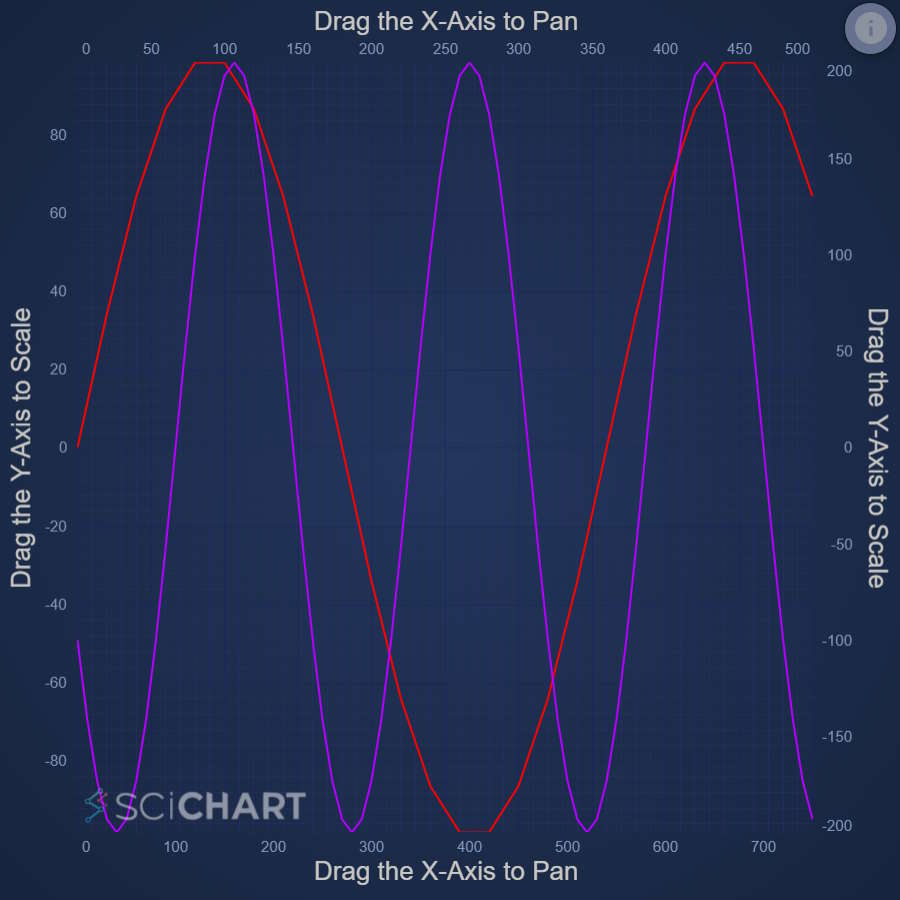 Drag the X-Axis to Pan
i
0 50 100 150 200 250 300 350 400 450 500
200
150
100
50
0
-50
-100
-150
-200
Drag the Y-Axis to Scale
80
60
40
20
0
-20
-40
-60
-80
Drag the Y-Axis to Scale
SCiCHART
0 100 200 300 400 500 600 700
Drag the X-Axis to Pan